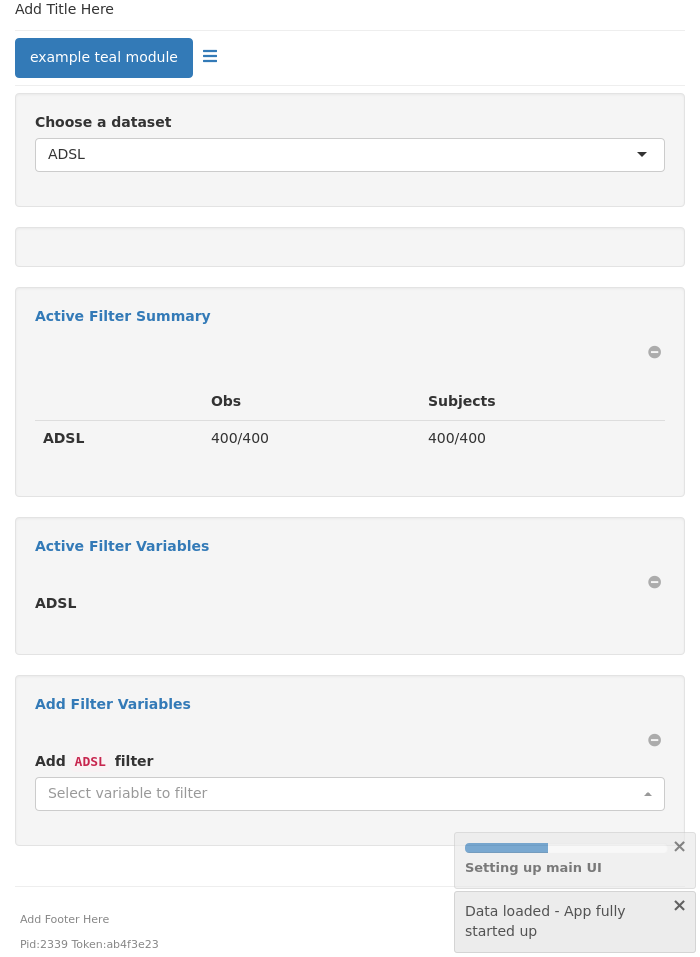 Add Title Here
example teal module
Choose a dataset
ADSL
Active Filter Summary
Obs Subjects
ADSL 400/400 400/400
Active Filter Variables
ADSL
Add Filter Variables
Add ADSL filter
Select variable to filter
Setting up main UI
Data loaded - App fully
started up
Add Footer Here
Pid:2339 Token:ab4f3e23